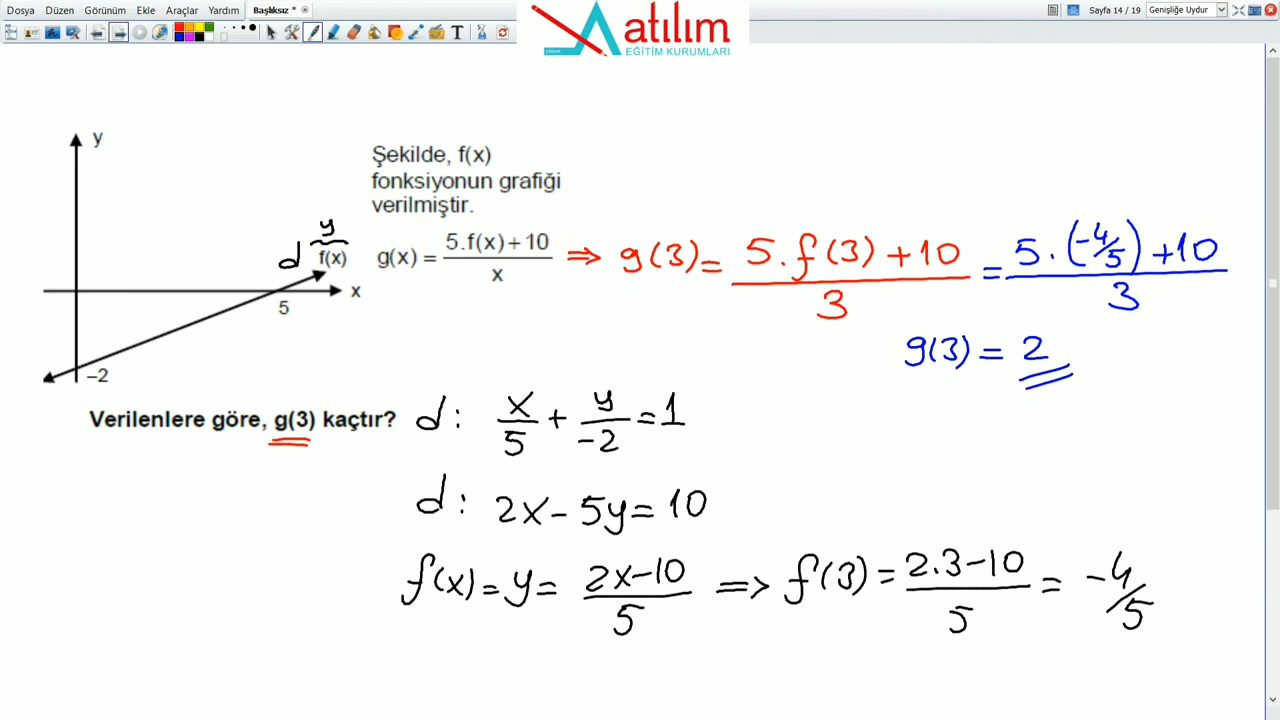 Dosya Düzen Görünüm Ekle Araçlar Yardım Başlıksız * Sayfa 14 / 19 Genişliğe Uydur
atılım
EĞİTİM KURUMLARI
y
Şekilde, f(x)
fonksiyonun grafiği
verilmiştir.
d y
f(x)
x
5
–2
g(x) = 5.f(x)+10 / x ⇒ g(3) = 5.f(3)+10 / 3 = 5.(-4/5)+10 / 3
g(3) = 2
Verilenlere göre, g(3) kaçtır?
d: x/5 + y/-2 = 1
d: 2x-5y=10
f(x)=y= 2x-10 / 5 ⇒ f(3)= 2.3-10 / 5 = -4/5